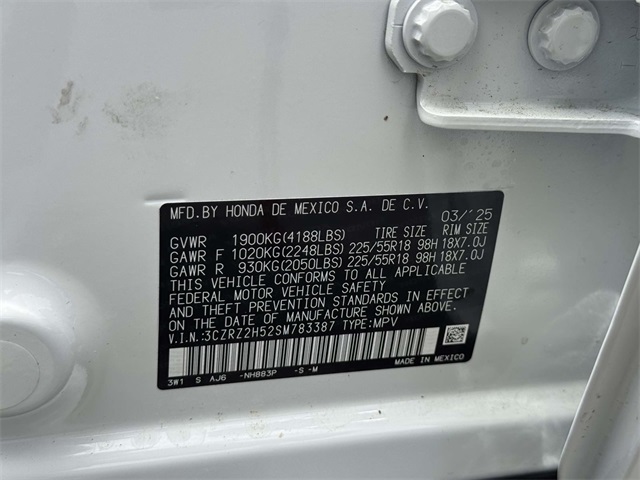 MFD.BY HONDA DE MEXICO S.A. DE C.V.
03/'25
GVWR 1900KG(4188LBS) TIRE SIZE RIM SIZE
GAWR F 1020KG(2248LBS) 225/55R18 98H 18X7.0J
GAWR R 930KG(2050LBS) 225/55R18 98H 18X7.0J
THIS VEHICLE CONFORMS TO ALL APPLICABLE
FEDERAL MOTOR VEHICLE SAFETY
AND THEFT PREVENTION STANDARDS IN EFFECT
ON THE DATE OF MANUFACTURE SHOWN ABOVE.
V.I.N.:3CZRZ2H52SM783387 TYPE:MPV
MADE IN MEXICO
3W1 S AJ6 -NH883P -S-M